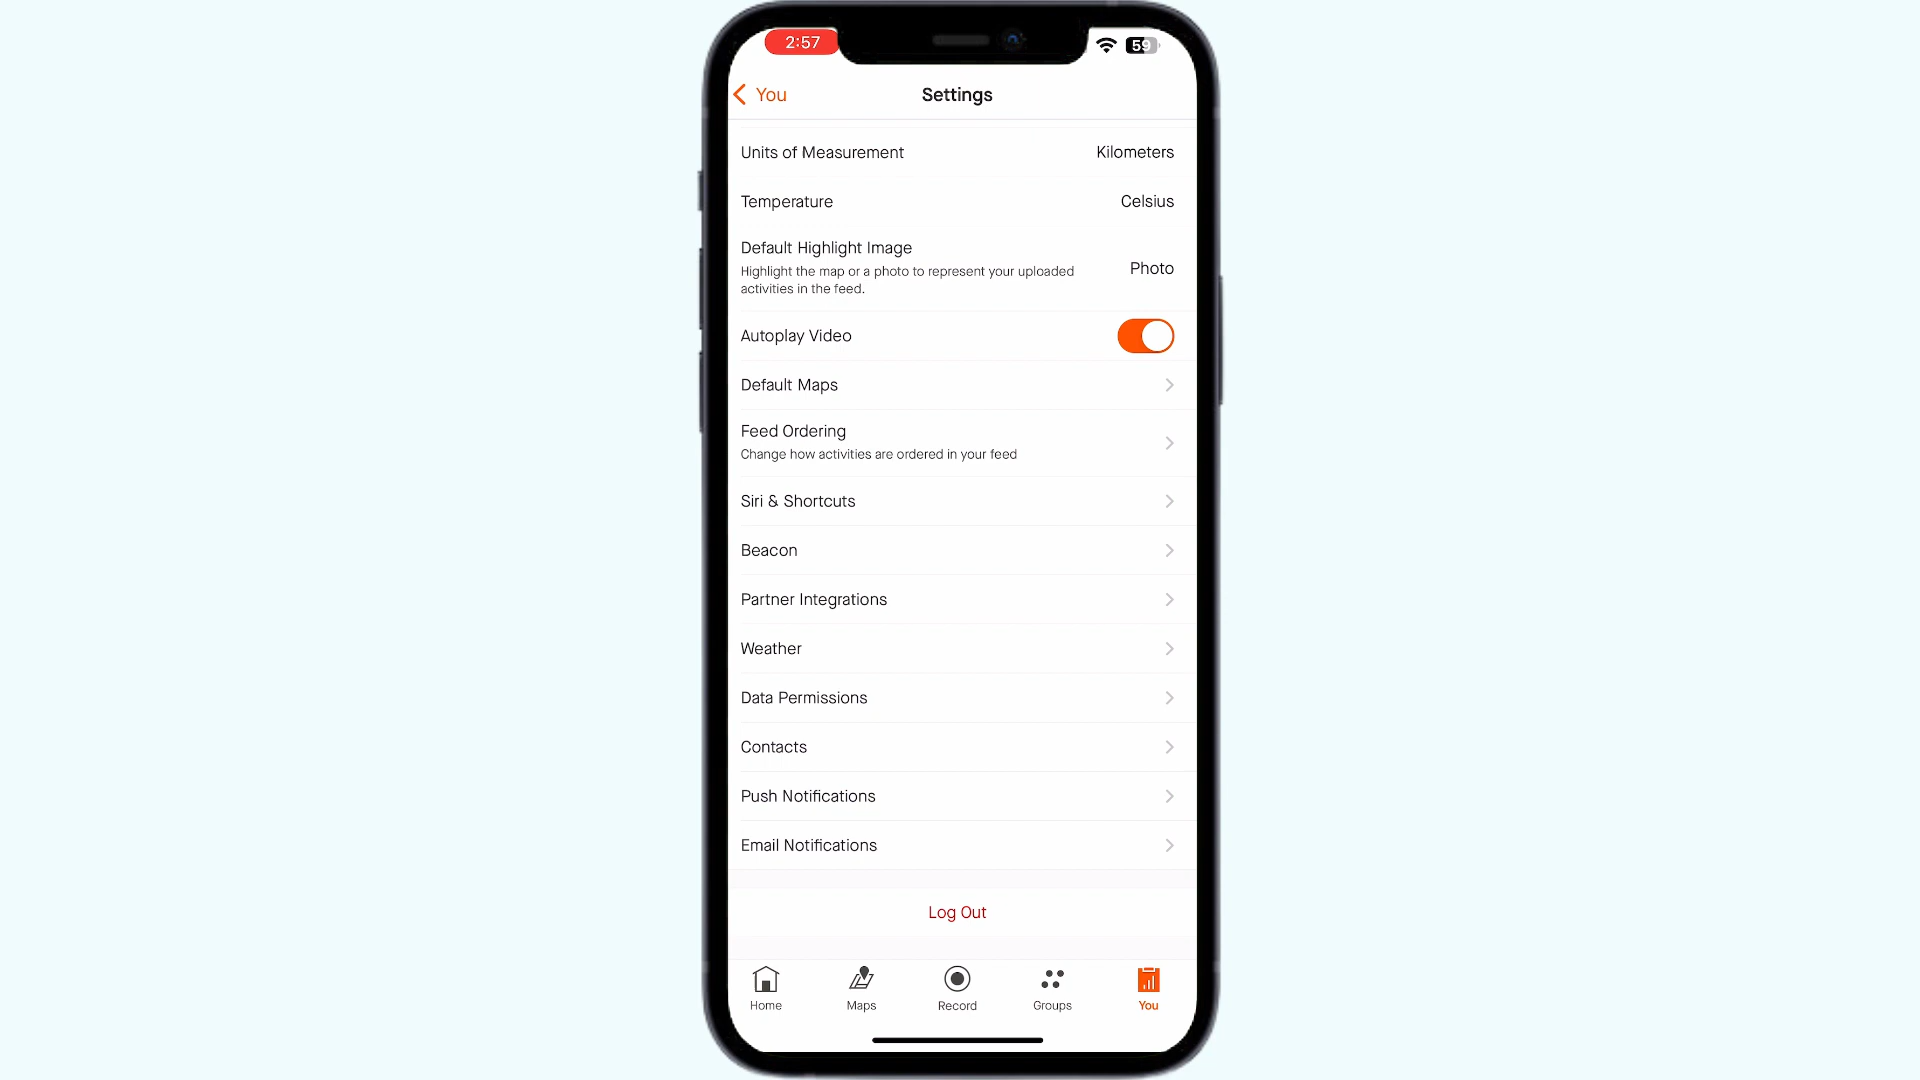 2:57
59
You
Settings
Units of Measurement
Kilometers
Temperature
Celsius
Default Highlight Image
Highlight the map or a photo to represent your uploaded
activities in the feed.
Photo
Autoplay Video
Default Maps
Feed Ordering
Change how activities are ordered in your feed
Siri & Shortcuts
Beacon
Partner Integrations
Weather
Data Permissions
Contacts
Push Notifications
Email Notifications
Log Out
Home
Maps
Record
Groups
You